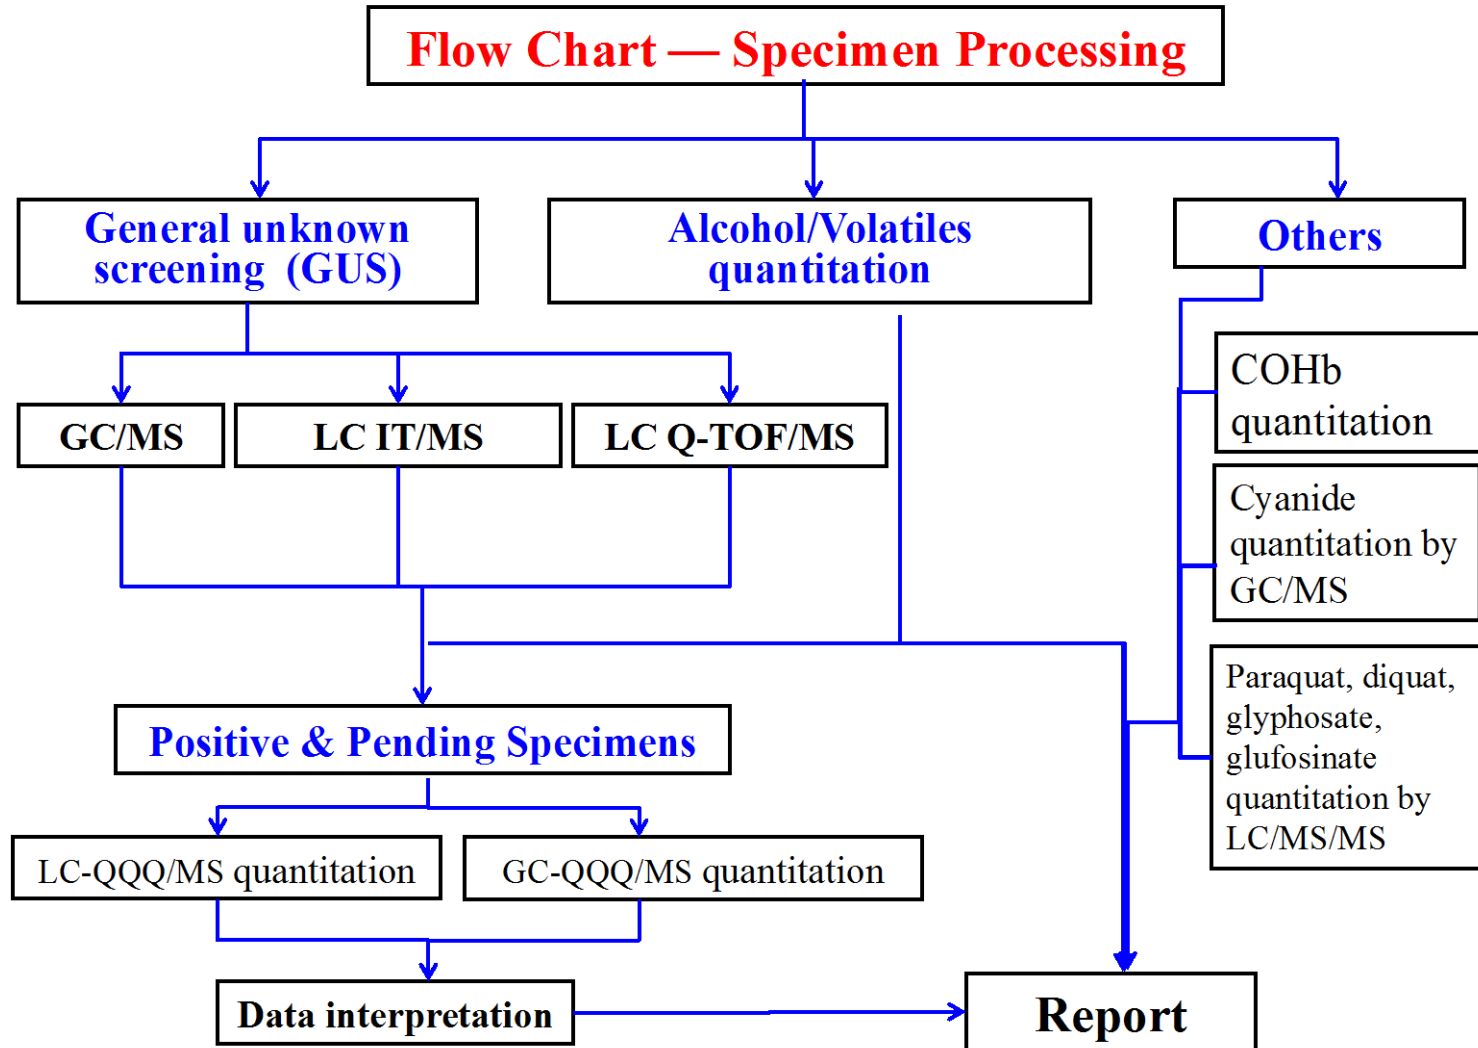 Flow Chart — Specimen Processing
General unknown
screening (GUS)
Alcohol/Volatiles
quantitation
Others
GC/MS
LC IT/MS
LC Q-TOF/MS
COHb
quantitation
Cyanide
quantitation by
GC/MS
Paraquat, diquat,
glyphosate,
glufosinate
quantitation by
LC/MS/MS
Positive & Pending Specimens
LC-QQQ/MS quantitation
GC-QQQ/MS quantitation
Data interpretation
Report